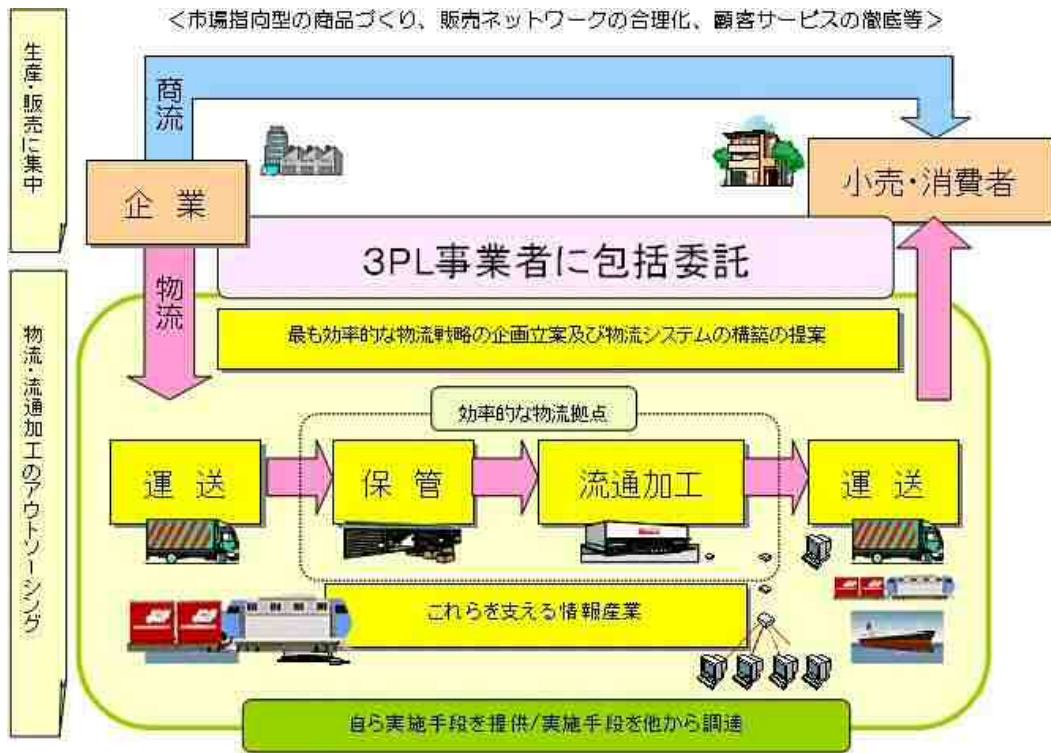 ＜市場指向型の商品づくり、販売ネットワークの合理化、顧客サービスの徹底等＞
生産・販売に集中
商流
企業
小売・消費者
3PL事業者に包括委託
物流
最も効率的な物流戦略の企画立案及び物流システムの構築の提案
物流・流通加工のアウトソーシング
効率的な物流拠点
運送
保管
流通加工
運送
これらを支える情報産業
自ら実施手段を提供/実施手段を他から調達